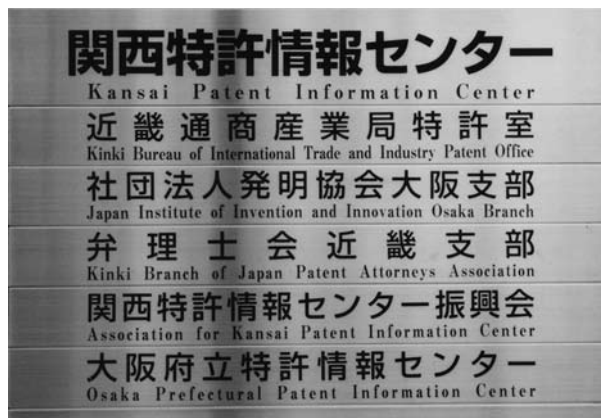 関西特許情報センター
Kansai Patent Information Center
近畿通商産業局特許室
Kinki Bureau of International Trade and Industry Patent Office
社団法人発明協会大阪支部
Japan Institute of Invention and Innovation Osaka Branch
弁理士会近畿支部
Kinki Branch of Japan Patent Attorneys Association
関西特許情報センター振興会
Association for Kansai Patent Information Center
大阪府立特許情報センター
Osaka Prefectural Patent Information Center